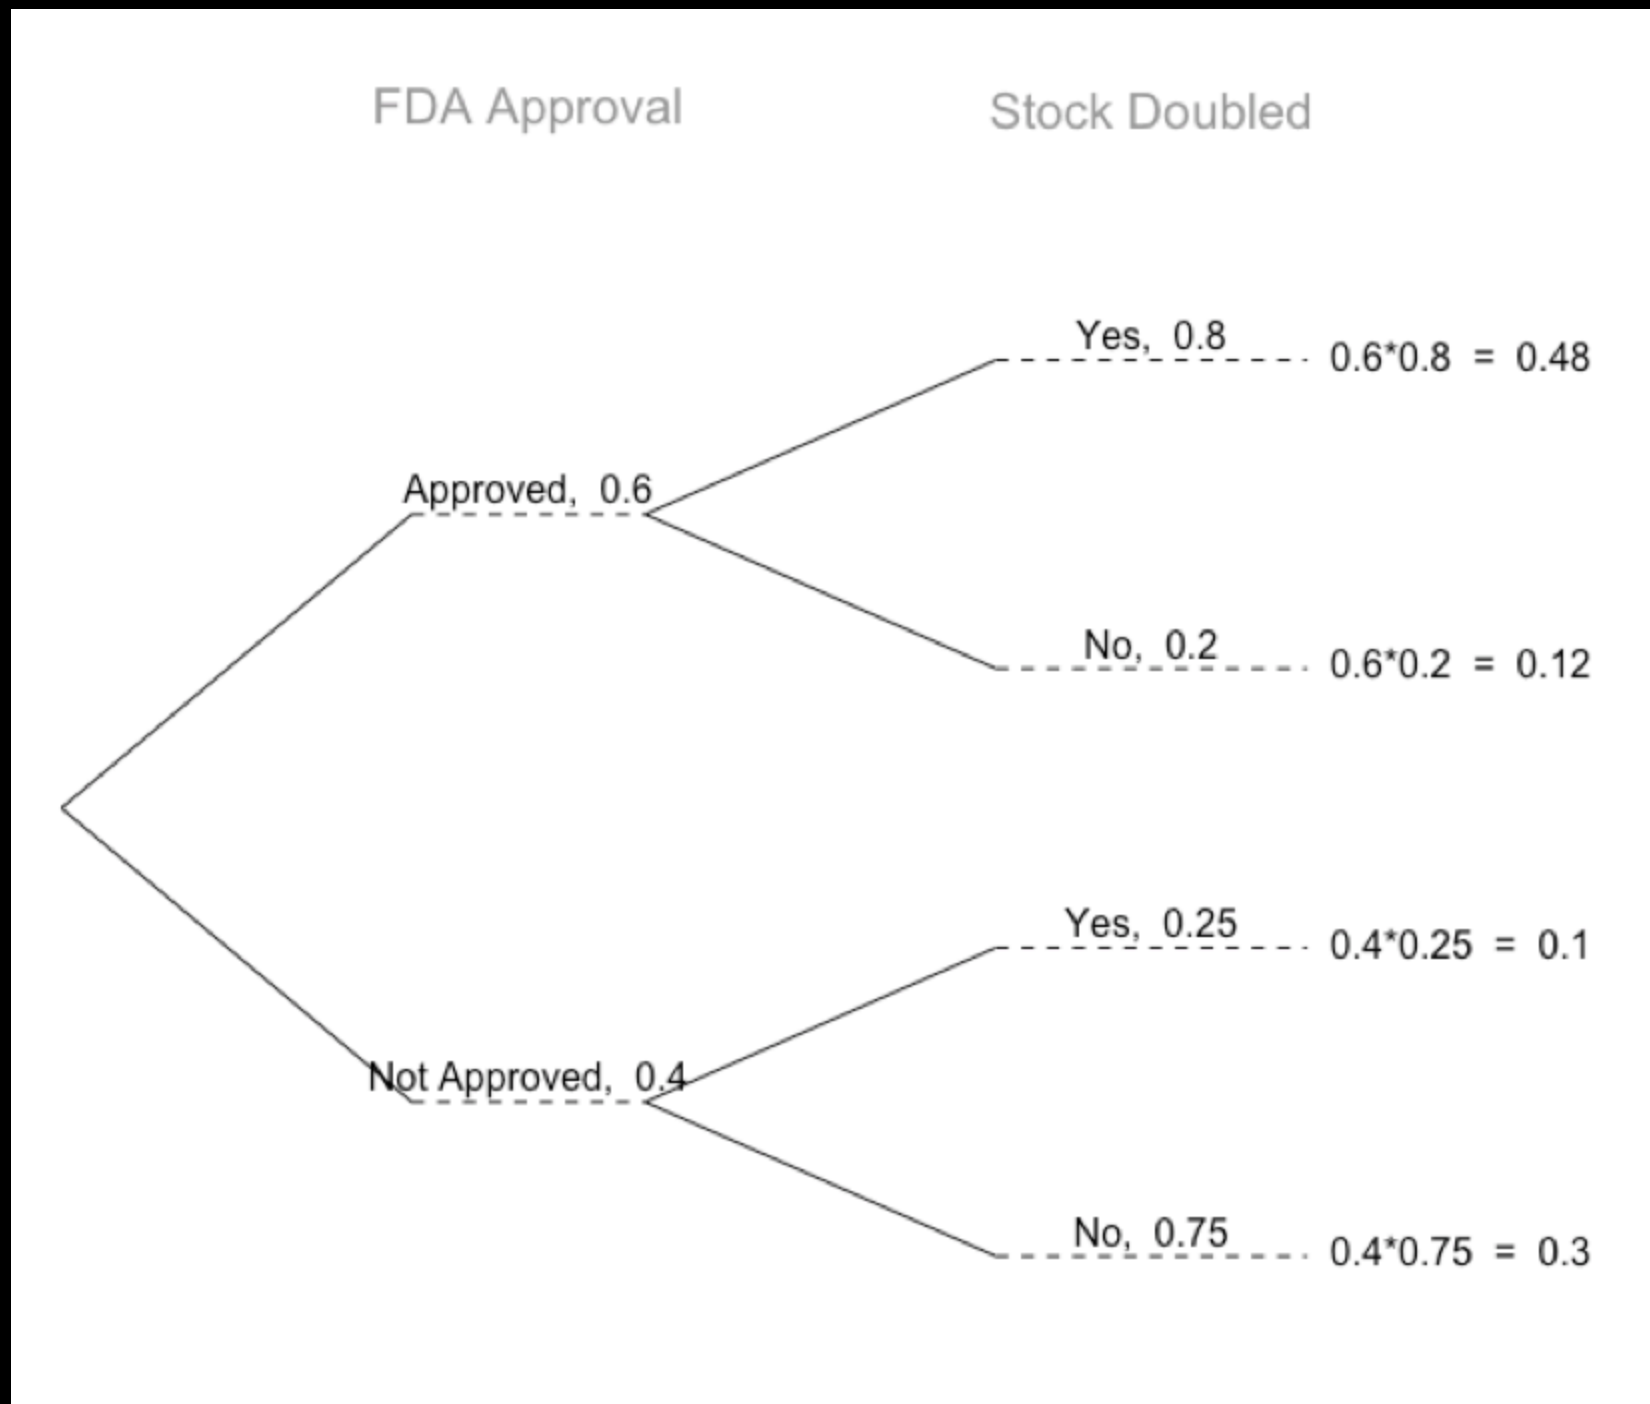 FDA Approval
Stock Doubled
Yes, 0.8
0.6*0.8 = 0.48
Approved, 0.6
No, 0.2
0.6*0.2 = 0.12
Yes, 0.25
0.4*0.25 = 0.1
Not Approved, 0.4
No, 0.75
0.4*0.75 = 0.3